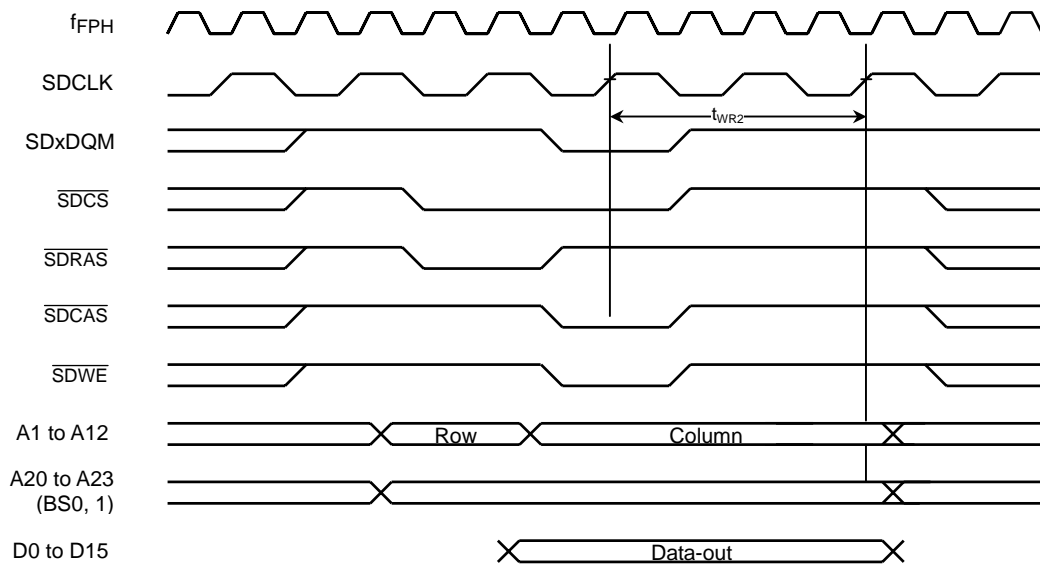 fFPH
SDCLK
tWR2
SDxDQM
SDCS
SDRAS
SDCAS
SDWE
A1 to A12
Row
Column
A20 to A23
(BS0, 1)
D0 to D15
Data-out